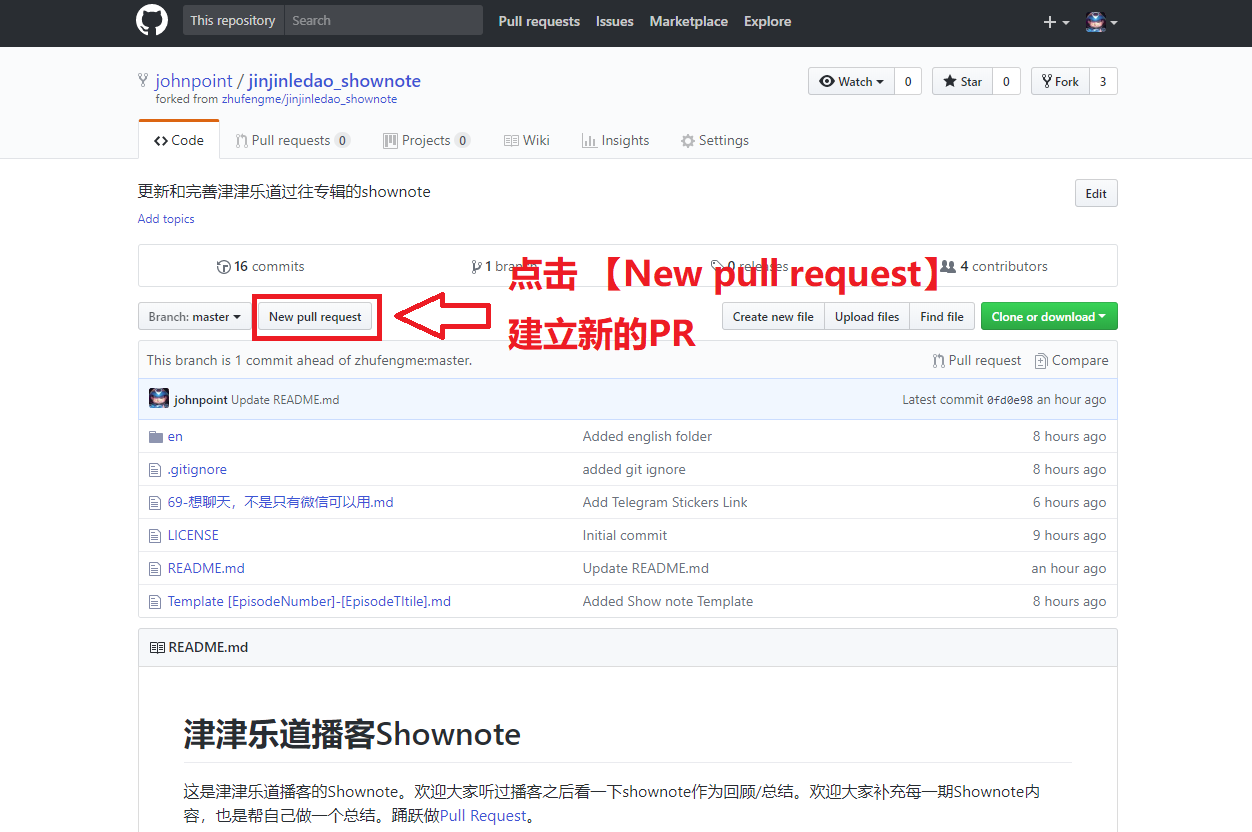 This repository Search Pull requests Issues Marketplace Explore
johnpoint / jinjinledao_shownote
forked from zhufengme/jinjinledao_shownote
Watch 0 Star 0 Fork 3
Code Pull requests 0 Projects 0 Wiki Insights Settings
更新和完善津津乐道过往专辑的shownote
Edit
Add topics
16 commits 1 branch 0 releases 4 contributors
点击 【New pull request】
建立新的PR
Branch: master New pull request Create new file Upload files Find file Clone or download
This branch is 1 commit ahead of zhufengme:master. Pull request Compare
johnpoint Update README.md Latest commit 0fd0e98 an hour ago
en Added english folder 8 hours ago
.gitignore added git ignore 8 hours ago
69-想聊天，不是只有微信可以用.md Add Telegram Stickers Link 6 hours ago
LICENSE Initial commit 9 hours ago
README.md Update README.md an hour ago
Template [EpisodeNumber]-[EpisodeTItile].md Added Show note Template 8 hours ago
README.md
津津乐道播客Shownote
这是津津乐道播客的Shownote。欢迎大家听过播客之后看一下shownote作为回顾/总结。欢迎大家补充每一期Shownote内
容，也是帮自己做一个总结。踊跃做Pull Request。